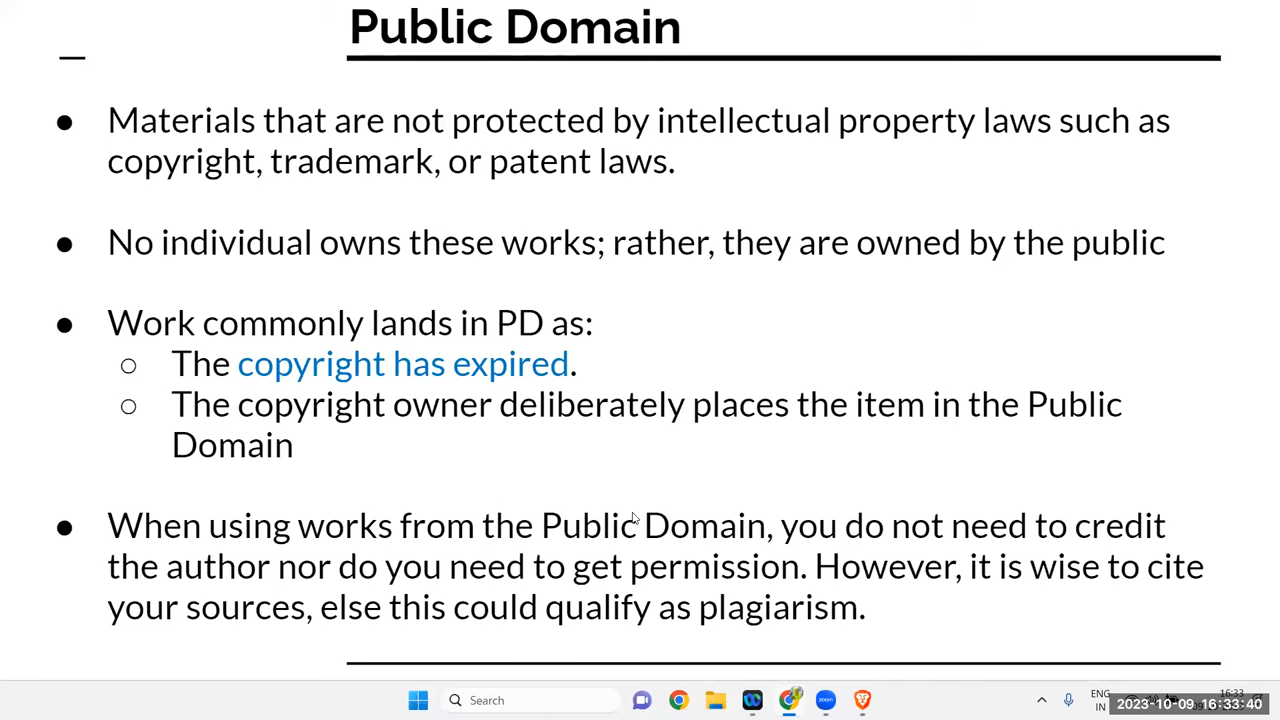 Public Domain
● Materials that are not protected by intellectual property laws such as
copyright, trademark, or patent laws.
● No individual owns these works; rather, they are owned by the public
● Work commonly lands in PD as:
○ The copyright has expired.
○ The copyright owner deliberately places the item in the Public
Domain
● When using works from the Public Domain, you do not need to credit
the author nor do you need to get permission. However, it is wise to cite
your sources, else this could qualify as plagiarism.
Search
zoom
ENG
IN
16:33
2023-10-09 16:33:40